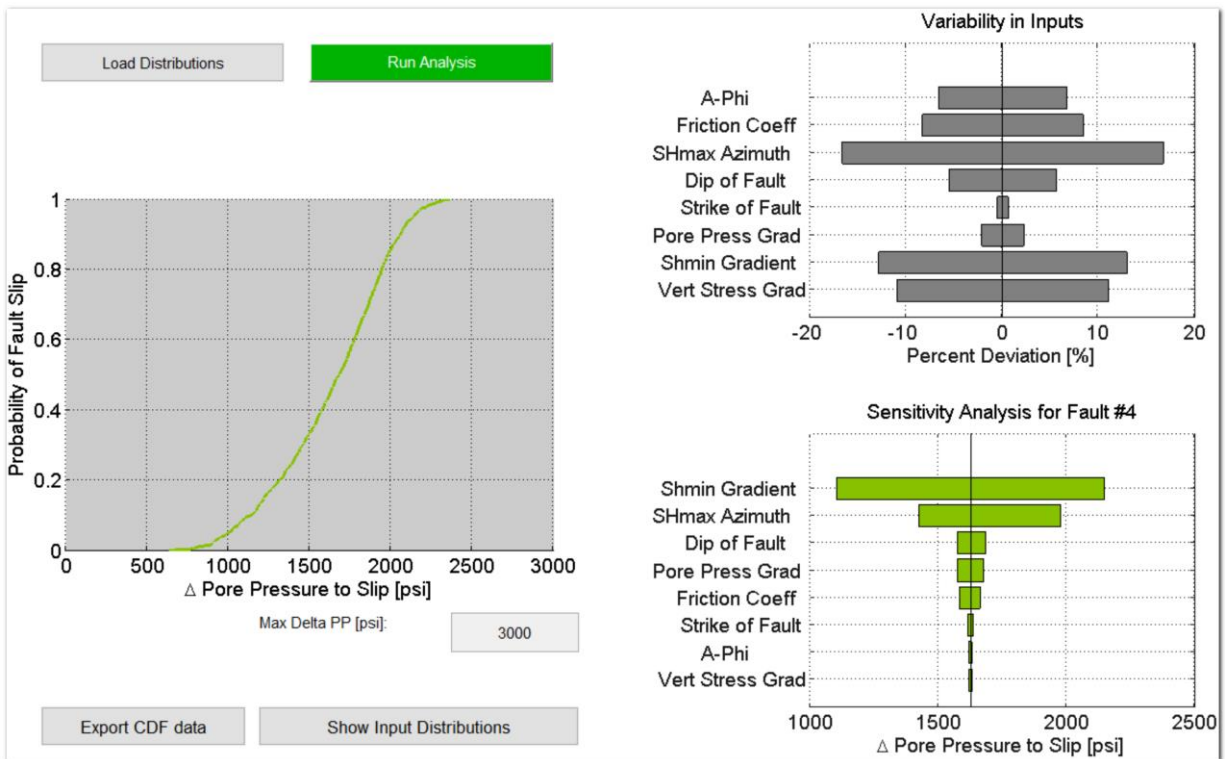 Load Distributions
Run Analysis
1
0.8
0.6
0.4
0.2
0
Probability of Fault Slip
0 500 1000 1500 2000 2500 3000
Δ Pore Pressure to Slip [psi]
Max Delta PP [psi]:
3000
Export CDF data
Show Input Distributions
Variability in Inputs
A-Phi
Friction Coeff
SHmax Azimuth
Dip of Fault
Strike of Fault
Pore Press Grad
Shmin Gradient
Vert Stress Grad
-20 -10 0 10 20
Percent Deviation [%]
Sensitivity Analysis for Fault #4
Shmin Gradient
SHmax Azimuth
Dip of Fault
Pore Press Grad
Friction Coeff
Strike of Fault
A-Phi
Vert Stress Grad
1000 1500 2000 2500
Δ Pore Pressure to Slip [psi]